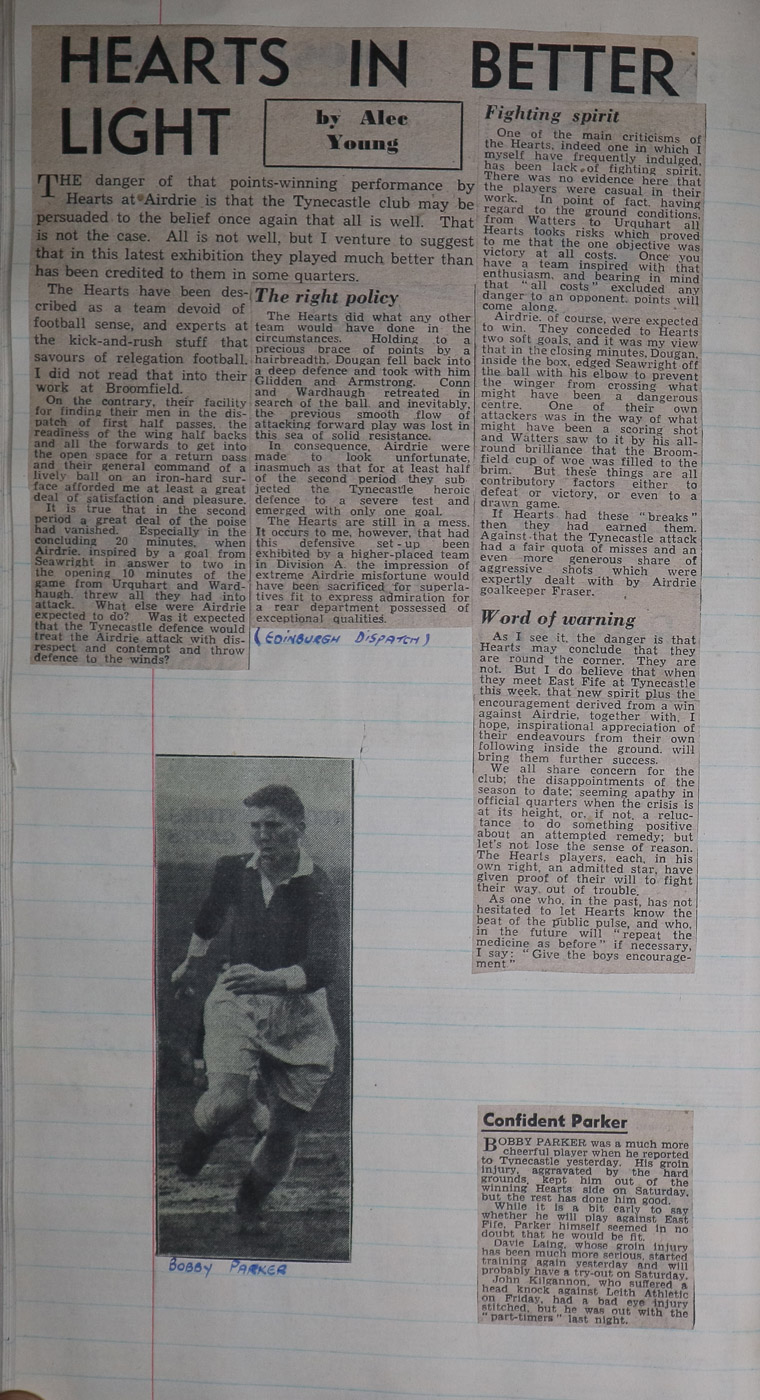 HEARTS IN BETTER
LIGHT
by Alec
Young
THE danger of that points-winning performance by
Hearts at Airdrie is that the Tynecastle club may be
persuaded to the belief once again that all is well. That
is not the case. All is not well, but I venture to suggest
that in this latest exhibition they played much better than
has been credited to them in some quarters.
The Hearts have been des-
cribed as a team devoid of
football sense, and experts at
the kick-and-rush stuff that
savours of relegation football.
I did not read that into their
work at Broomfield.
On the contrary, their facility
for finding their men in the dis-
patch of first half passes, the
readiness of the wing half backs
and all the forwards to get into
the open space for a return pass
and their general command of a
lively ball on an iron-hard sur-
face afforded me at least a great
deal of satisfaction and pleasure.
It is true that in the second
period a great deal of the poise
had vanished. Especially in the
concluding 20 minutes, when
Airdrie, inspired by a goal from
Seawright in answer to two in
the opening 10 minutes of the
game from Urquhart and Ward-
haugh, threw all they had into
attack. What else were Airdrie
expected to do? Was it expected
that the Tynecastle defence would
treat the Airdrie attack with dis-
respect and contempt and throw
defence to the winds?
The right policy
The Hearts did what any other
team would have done in the
circumstances. Holding to a
precious brace of points by a
hairbreadth, Dougan fell back into
a deep defence and took with him
Glidden and Armstrong. Conn
and Wardhaugh retreated in
search of the ball and, inevitably,
the previous smooth flow of
attacking forward play was lost in
this sea of solid resistance.
In consequence, Airdrie were
made to look unfortunate,
inasmuch as that for at least half
of the second period they sub
jected the Tynecastle heroic
defence to a severe test and
emerged with only one goal.
The Hearts are still in a mess.
It occurs to me, however, that had
this defensive set-up been
exhibited by a higher-placed team
in Division A. the impression of
extreme Airdrie misfortune would
have been sacrificed for superla-
tives fit to express admiration for
a rear department possessed of
exceptional qualities.
(EDINBURGH DISPATCH)
Fighting spirit
One of the main criticisms of
the Hearts, indeed one in which I
myself have frequently indulged,
has been lack of fighting spirit.
There was no evidence here that
the players were casual in their
work. In point of fact, having
regard to the ground conditions,
from Watters to Urquhart all
Hearts tooks risks which proved
to me that the one objective was
victory at all costs. Once you
have a team inspired with that
enthusiasm, and bearing in mind
that "all costs" excluded any
danger to an opponent, points will
come along.
Airdrie, of course, were expected
to win. They conceded to Hearts
two soft goals, and it was my view
that in the closing minutes, Dougan,
inside the box, edged Seawright off
the ball with his elbow to prevent
the winger from crossing what
might have been a dangerous
centre. One of their own
attackers was in the way of what
might have been a scoring shot
and Watters saw to it by his all-
round brilliance that the Broom-
field cup of woe was filled to the
brim. But these things are all
contributory factors either to
defeat or victory, or even to a
drawn game.
If Hearts had these "breaks"
then they had earned them.
Against that the Tynecastle attack
had a fair quota of misses and an
even more generous share of
aggressive shots which were
expertly dealt with by Airdrie
goalkeeper Fraser.
Word of warning
As I see it, the danger is that
Hearts may conclude that they
are round the corner. They are
not. But I do believe that when
they meet East Fife at Tynecastle
this week, that new spirit plus the
encouragement derived from a win
against Airdrie, together with, I
hope, inspirational appreciation of
their endeavours from their own
following inside the ground, will
bring them further success.
We all share concern for the
club; the disappointments of the
season to date; seeming apathy in
official quarters when the crisis is
at its height, or, if not, a reluc-
tance to do something positive
about an attempted remedy; but
let's not lose the sense of reason.
The Hearts players, each, in his
own right, an admitted star, have
given proof of their will to fight
their way out of trouble.
As one who, in the past, has not
hesitated to let Hearts know the
beat of the public pulse, and who,
in the future will "repeat the
medicine as before" if necessary,
I say: "Give the boys encourage-
ment"
BOBBY PARKER
Confident Parker
BOBBY PARKER was a much more
cheerful player when he reported
to Tynecastle yesterday. His groin
injury, aggravated by the hard
grounds, kept him out of the
winning Hearts side on Saturday,
but the rest has done him good.
While it is a bit early to say
whether he will play against East
Fife, Parker himself seemed in no
doubt that he would be fit.
Davie Laing, whose groin injury
has been much more serious, started
training again yesterday and will
probably have a try-out on Saturday.
John Kilgannon, who suffered a
head knock against Leith Athletic
on Friday, had a bad eye injury
stitched, but he was out with the
"part-timers" last night.